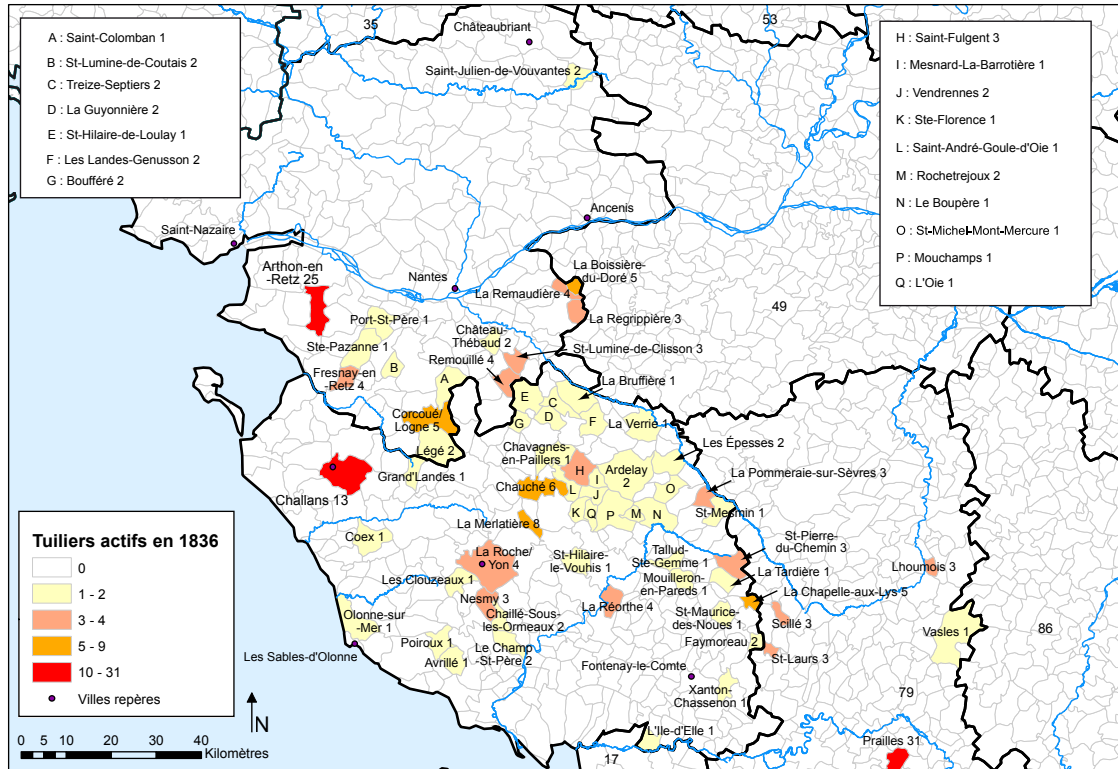 A : Saint-Colomban 1
B : St-Lumine-de-Coutais 2
C : Treize-Septiers 2
D : La Guyonnière 2
E : St-Hilaire-de-Loulay 1
F : Les Landes-Genusson 2
G : Boufféré 2
35
53
Châteaubriant
Saint-Julien-de-Vouvantes 2
H : Saint-Fulgent 3
I : Mesnard-La-Barrotière 1
J : Vendrennes 2
K : Ste-Florence 1
L : Saint-André-Goule-d'Oie 1
M : Rochetrejoux 2
N : Le Boupère 1
O : St-Michel-Mont-Mercure 1
P : Mouchamps 1
Q : L'Oie 1
Ancenis
Saint-Nazaire
Nantes
Arthon-en
-Retz 25
La Boissière-
du-Doré 5
La Remaudière 4
La Regrippière 3
49
Port-St-Père 1
Ste-Pazanne 1
Château-
Thébaud 2
Remouillé 4
St-Lumine-de-Clisson 3
Fresnay-en
-Retz 4
B
A
La Bruffière 1
E
C
D
G
F
La Verrie 1
Corcoué/
Logne 5
Légé 2
Les Épesses 2
Chavagnes-
en-Paillers 1
Grand'Landes 1
Challans 13
H
I
Ardelay
2
O
La Pommeraie-sur-Sèvres 3
Chauché 6
L
J
St-Mesmin 1
K
Q
P
M
N
La Merlatière 8
Tuiliers actifs en 1836
0
1 - 2
3 - 4
5 - 9
10 - 31
Villes repères
Coex 1
La Roche/
Yon 4
St-Hilaire-
le-Vouhis 1
Tallud-
Ste-Gemme 1
St-Pierre-
du-Chemin 3
Mouilleron-
en-Pareds 1
La Tardière 1
La Chapelle-aux-Lys 5
Lhoumois 3
Les Clouzeaux 1
Nesmy 3
La Réorthe 4
Chaillé-Sous-
les-Ormeaux 2
St-Maurice-
des-Noues 1
Scillé 3
Olonne-sur
-Mer 1
Faymoreau 2
Vasles 1
86
Poiroux 1
Avrillé 1
Le Champ
-St-Père 2
St-Laurs 3
Les Sables-d'Olonne
Fontenay-le-Comte
Xanton-
Chassenon 1
79
L'Ile-d'Elle 1
17
Prailles 31
N
0 5 10 20 30 40
Kilomètres